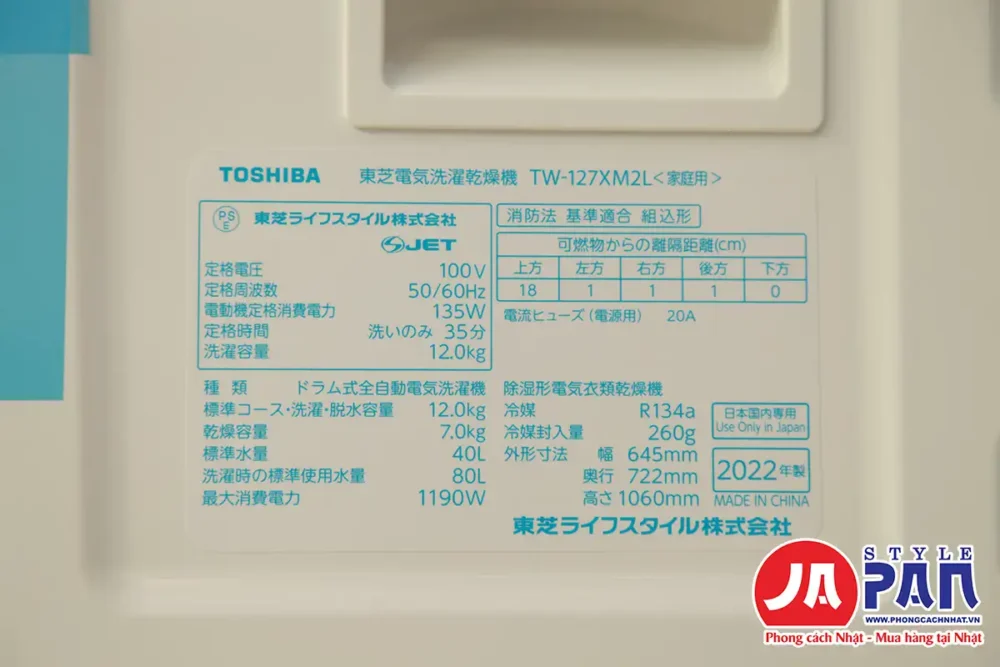 TOSHIBA 東芝電気洗濯乾燥機 TW-127XM2L<家庭用>
PS
E
東芝ライフスタイル株式会社
JET
定格電圧 100V
定格周波数 50/60Hz
電動機定格消費電力 135W
定格時間 洗いのみ 35分
洗濯容量 12.0kg
消防法 基準適合 組込形
可燃物からの離隔距離(cm)
上方 左方 右方 後方 下方
18 1 1 1 0
電流ヒューズ(電源用) 20A
種類 ドラム式全自動電気洗濯機
標準コース・洗濯・脱水容量 12.0kg
乾燥容量 7.0kg
標準水量 40L
洗濯時の標準使用水量 80L
最大消費電力 1190W
除湿形電気衣類乾燥機
冷媒 R134a
冷媒封入量 260g
外形寸法 幅 645mm
奥行 722mm
高さ 1060mm
日本国内専用
Use Only in Japan
2022年製
MADE IN CHINA
東芝ライフスタイル株式会社
STYLE
JAPAN
WWW.PHONGCACHNHAT.VN
Phong cách Nhật - Mua hàng tại Nhật